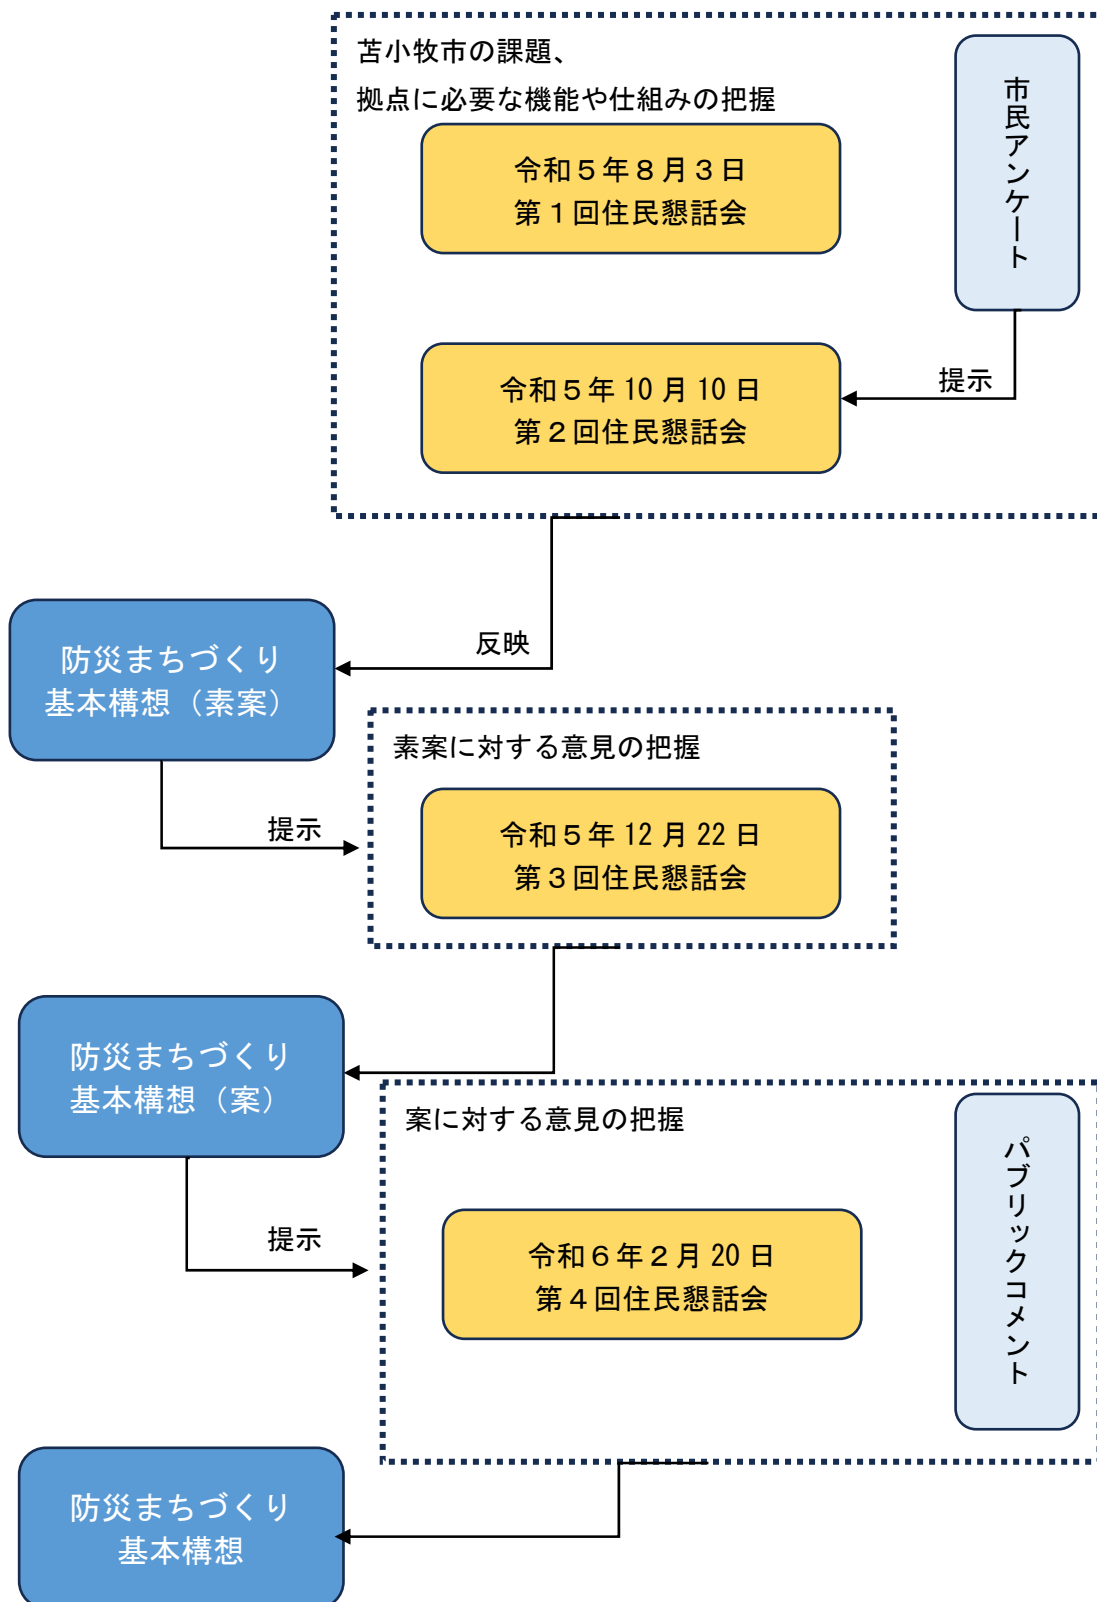 苫小牧市の課題、
拠点に必要な機能や仕組みの把握
市民アンケート
令和５年８月３日
第１回住民懇話会
令和５年 10 月 10 日
第２回住民懇話会
提示
反映
防災まちづくり
基本構想（素案）
素案に対する意見の把握
提示
令和５年 12 月 22 日
第３回住民懇話会
防災まちづくり
基本構想（案）
案に対する意見の把握
パブリックコメント
提示
令和６年２月 20 日
第４回住民懇話会
防災まちづくり
基本構想